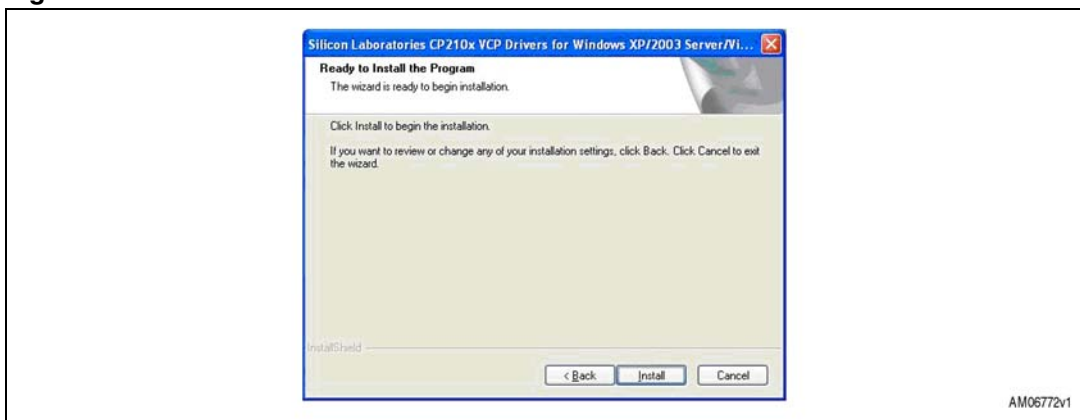 Silicon Laboratories CP210x VCP Drivers for Windows XP/2003 Server/Vi...
Ready to Install the Program
The wizard is ready to begin installation.
Click Install to begin the installation.
If you want to review or change any of your installation settings, click Back. Click Cancel to exit
the wizard.
InstallShield
< Back
Install
Cancel
AM06772v1